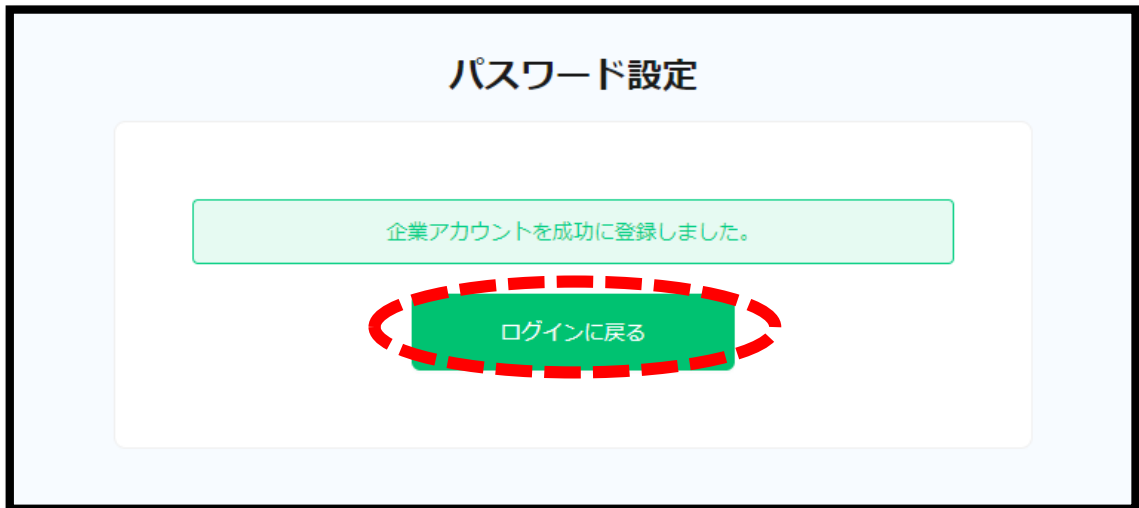 パスワード設定
企業アカウントを成功に登録しました。
ログインに戻る